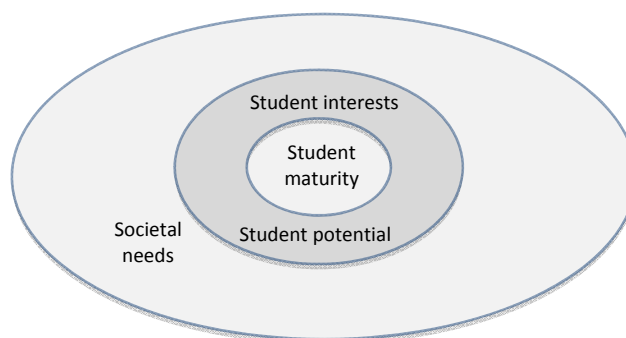 Student interests
Student
maturity
Societal
needs
Student potential